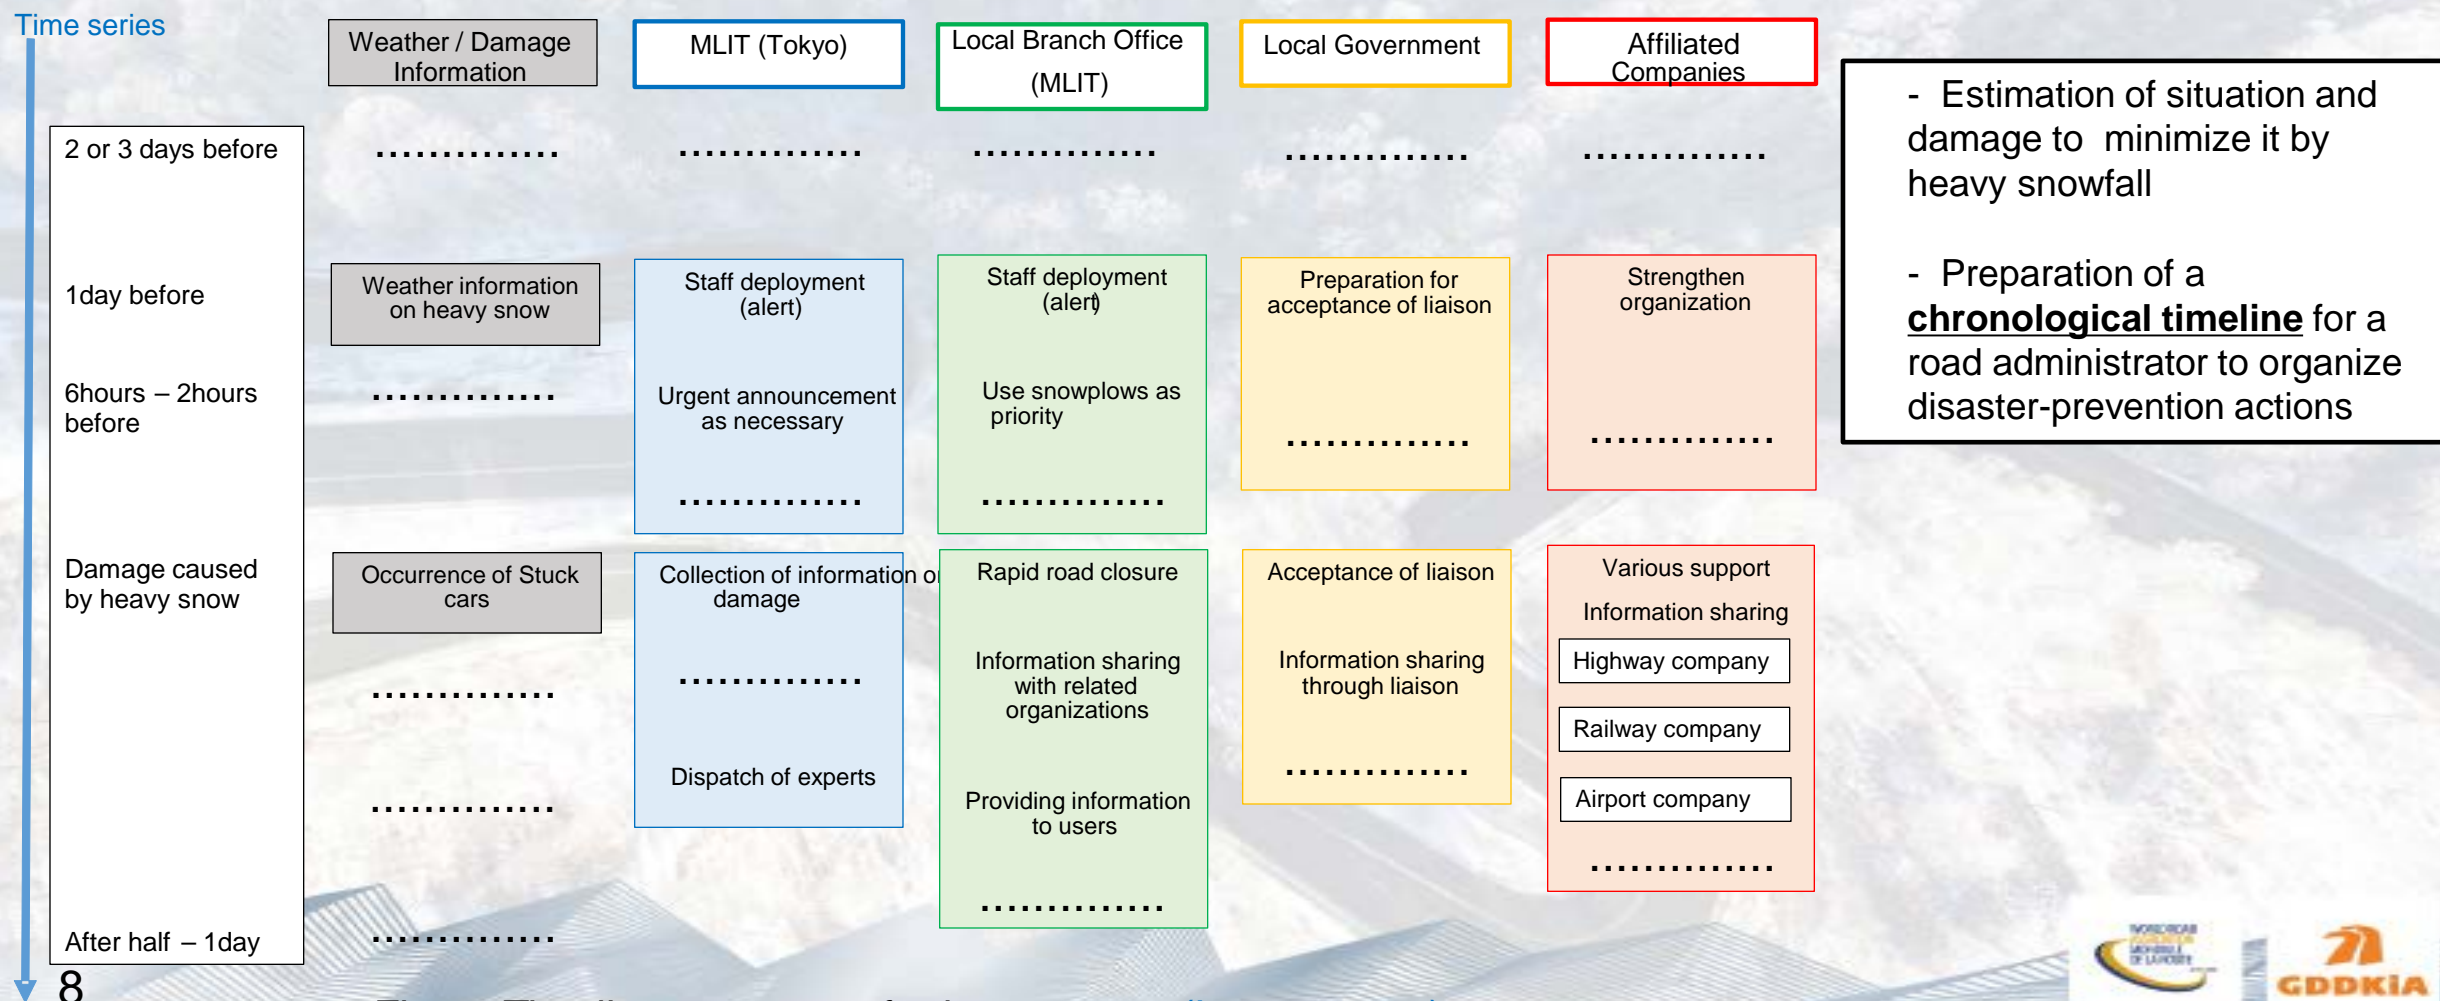 Time series
Weather / Damage
Information
MLIT (Tokyo)
Local Branch Office
(MLIT)
Local Government
Affiliated
Companies
2 or 3 days before
..............
..............
..............
..............
..............
1day before
Weather information
on heavy snow
Staff deployment
(alert)
Staff deployment
(alert)
Preparation for
acceptance of liaison
Strengthen
organization
6hours – 2hours
before
..............
Urgent announcement
as necessary
..............
Use snowplows as
priority
..............
..............
..............
Damage caused
by heavy snow
Occurrence of Stuck
cars
..............
..............
Collection of information
damage
..............
Dispatch of experts
Rapid road closure
Information sharing
with related
organizations
Providing information
to users
..............
Acceptance of liaison
Information sharing
through liaison
..............
Various support
Information sharing
Highway company
Railway company
Airport company
..............
After half – 1day
..............
- Estimation of situation and
damage to minimize it by
heavy snowfall
- Preparation of a
chronological timeline for a
road administrator to organize
disaster-prevention actions
8
DE LA ROUTE
GDDKiA